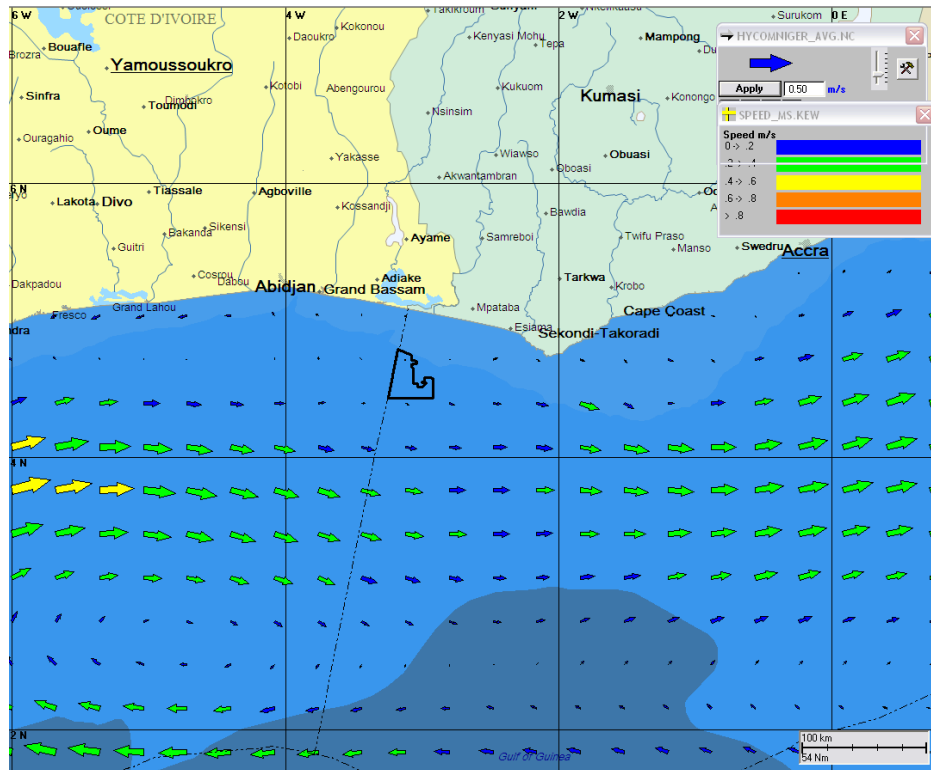 6 W
COTE D'IVOIRE
4 W
2 W
0 E
Takikroum
Surukom
Kokonou
Daoukro
Kenyasi Mohu
Tepa
Mampong
Brozra
Bouafle
Yamoussoukro
HYCOMNIGER_AVG.NC
Apply
0.50
m/s
Sinfra
Toumodi
Dimbokro
Kotobi
Abengourou
Kukuom
Kumasi
Konongo
Nsinsim
SPEED_MS.KEW
Speed m/s
0 -> .2
.2 -> .4
.4 -> .6
.6 -> .8
> .8
Ouragahio
Oume
Yakasse
Wiawso
Obuasi
Oboasi
Akwantambran
6 N
Lakota
Divo
Tiassale
Agboville
Kossandji
Bawdia
Guitri
Bakanda
Sikensi
Ayame
Samreboi
Twifu Praso
Manso
Swedru
Accra
Dakpadou
Cosrou
Dabou
Abidjan
Grand Bassam
Adiake
Tarkwa
Krobo
Fresco
Grand Lahou
Mpataba
Cape Coast
ndra
Esiama
Sekondi-Takoradi
4 N
2 N
Gulf of Guinea
100 km
54 Nm